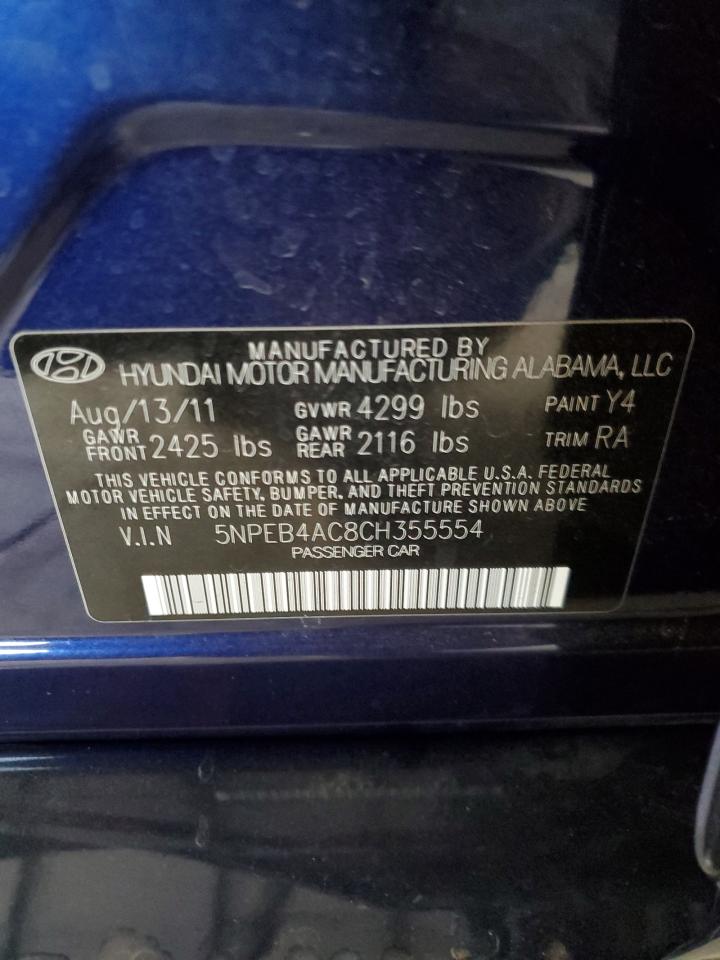 MANUFACTURED BY
HYUNDAI MOTOR MANUFACTURING ALABAMA, LLC
Aug/13/11 GVWR 4299 lbs PAINT Y4
GAWR FRONT 2425 lbs GAWR REAR 2116 lbs TRIM RA
THIS VEHICLE CONFORMS TO ALL APPLICABLE U.S.A. FEDERAL
MOTOR VEHICLE SAFETY, BUMPER, AND THEFT PREVENTION STANDARDS
IN EFFECT ON THE DATE OF MANUFACTURE SHOWN ABOVE
V.I.N 5NPEB4AC8CH355554
PASSENGER CAR